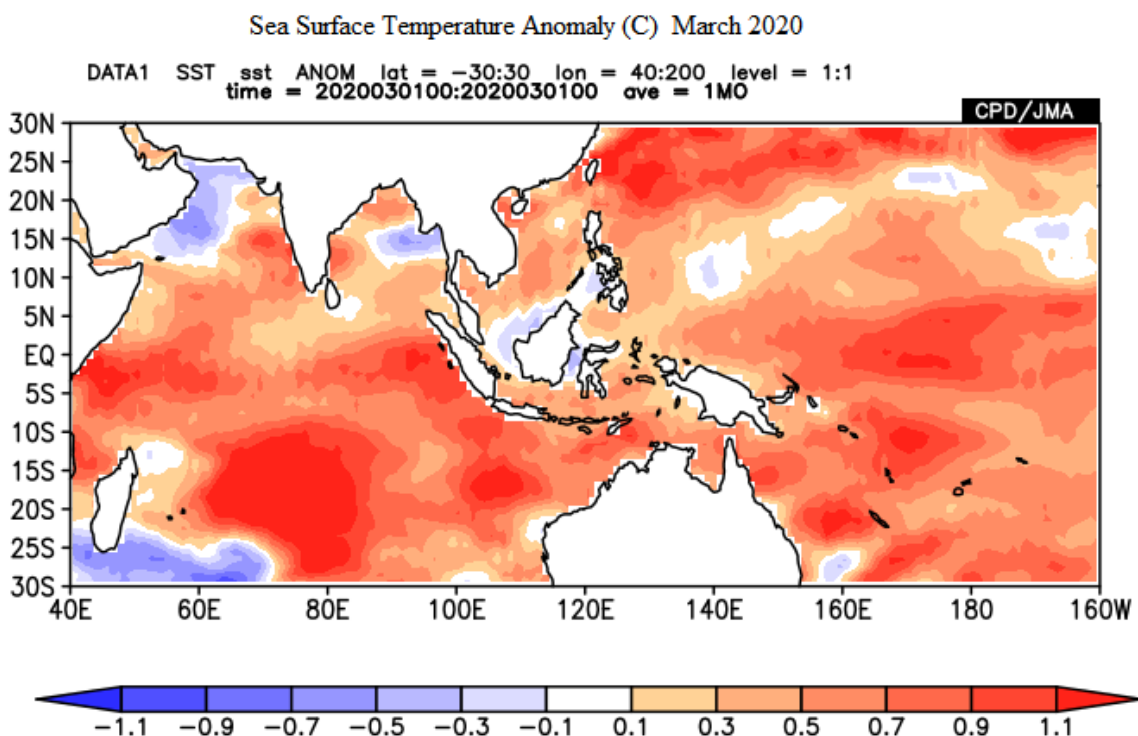 Sea Surface Temperature Anomaly (C) March 2020
DATA1 SST sst ANOM lat = -30:30 lon = 40:200 level = 1:1
time = 2020030100:2020030100 ave = 1MO
CPD/JMA
30N
25N
20N
15N
10N
5N
EQ
5S
10S
15S
20S
25S
30S
40E 60E 80E 100E 120E 140E 160E 180 160W
-1.1 -0.9 -0.7 -0.5 -0.3 -0.1 0.1 0.3 0.5 0.7 0.9 1.1